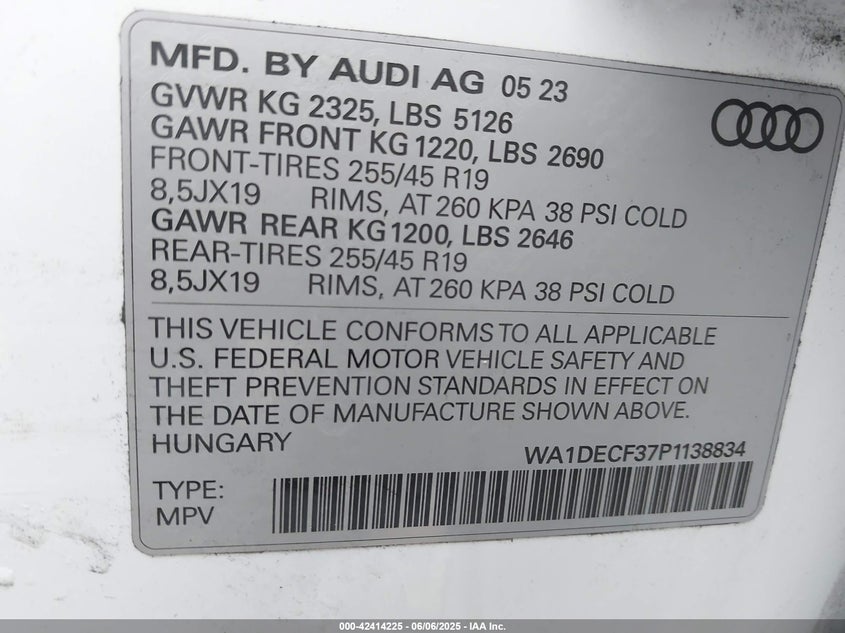 MFD. BY AUDI AG 05 23
GVWR KG 2325, LBS 5126
GAWR FRONT KG 1220, LBS 2690
FRONT-TIRES 255/45 R19
8,5JX19 RIMS, AT 260 KPA 38 PSI COLD
GAWR REAR KG 1200, LBS 2646
REAR-TIRES 255/45 R19
8,5JX19 RIMS, AT 260 KPA 38 PSI COLD
THIS VEHICLE CONFORMS TO ALL APPLICABLE
U.S. FEDERAL MOTOR VEHICLE SAFETY AND
THEFT PREVENTION STANDARDS IN EFFECT ON
THE DATE OF MANUFACTURE SHOWN ABOVE.
HUNGARY
WA1DECF37P1138834
TYPE:
MPV
000-42414225 - 06/06/2025 - IAA Inc.